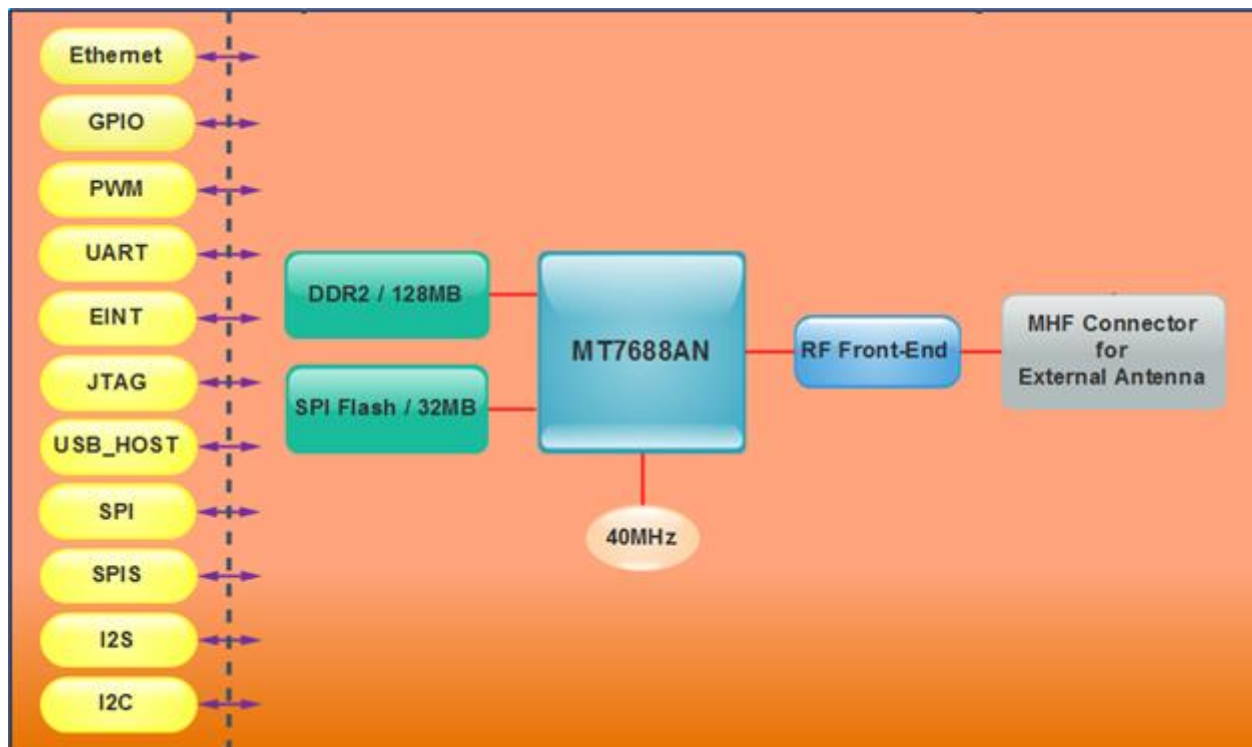 Ethernet
GPIO
PWM
UART
EINT
JTAG
USB_HOST
SPI
SPIS
I2S
I2C
DDR2 / 128MB
SPI Flash / 32MB
MT7688AN
40MHz
RF Front-End
MHF Connector
for
External Antenna